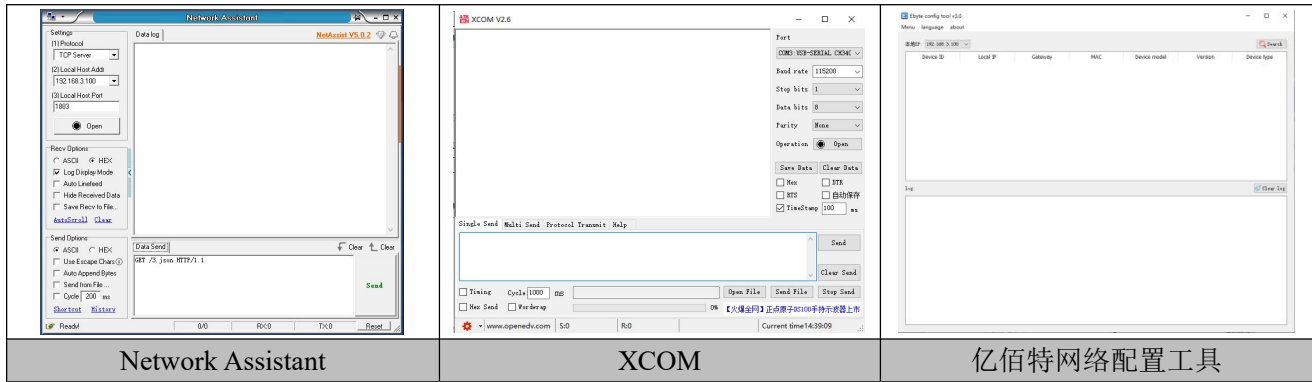 Network Assistant
Settings
(1) Protocol
TCP Server
(2) Local Host Addr
192.168.3.100
(3) Local Host Port
1883
Open
Recv Options
ASCII HEX
Log Display Mode
Auto Linefeed
Hide Received Data
Save Recv to File...
AutoScroll Clear
Send Options
ASCII HEX
Use Escape Chars
Auto Append Bytes
Send from File ...
Cycle 200 ms
Shortcut History
Data log NetAssist V5.0.2
Data Send Clear Clear
GET /3.json HTTP/1.1
Send
Ready! 0/0 RX:0 TX:0 Reset
XCOM V2.6
Port
COM3: USB-SERIAL CH34(
Baud rate 115200
Stop bits 1
Data bits 8
Parity None
Operation Open
Save Data Clear Data
Hex DTR
RTS 自动保存
TimeStamp 100 ms
Single Send Multi Send Protocol Transmit Help
Send
Clear Send
Timing Cycle 1000 ms Open File Send File Stop Send
Hex Send Wordwrap 0% 【火爆全网】正点原子DS100手持示波器上市
www.openedv.com S:0 R:0 Current time14:39:09
Ebyte config tool v3.0
Menu language about
192.168.3.100 Search
Device ID Local IP Gateway MAC Device model Version Device type
Log Clear Log
Network Assistant
XCOM
亿佰特网络配置工具